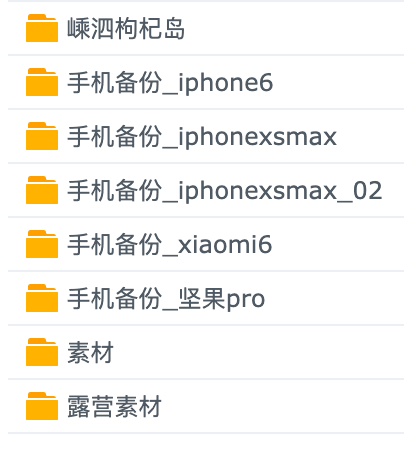 嵊泗枸杞岛
手机备份_iphone6
手机备份_iphonexsmax
手机备份_iphonexsmax_02
手机备份_xiaomi6
手机备份_坚果pro
素材
露营素材